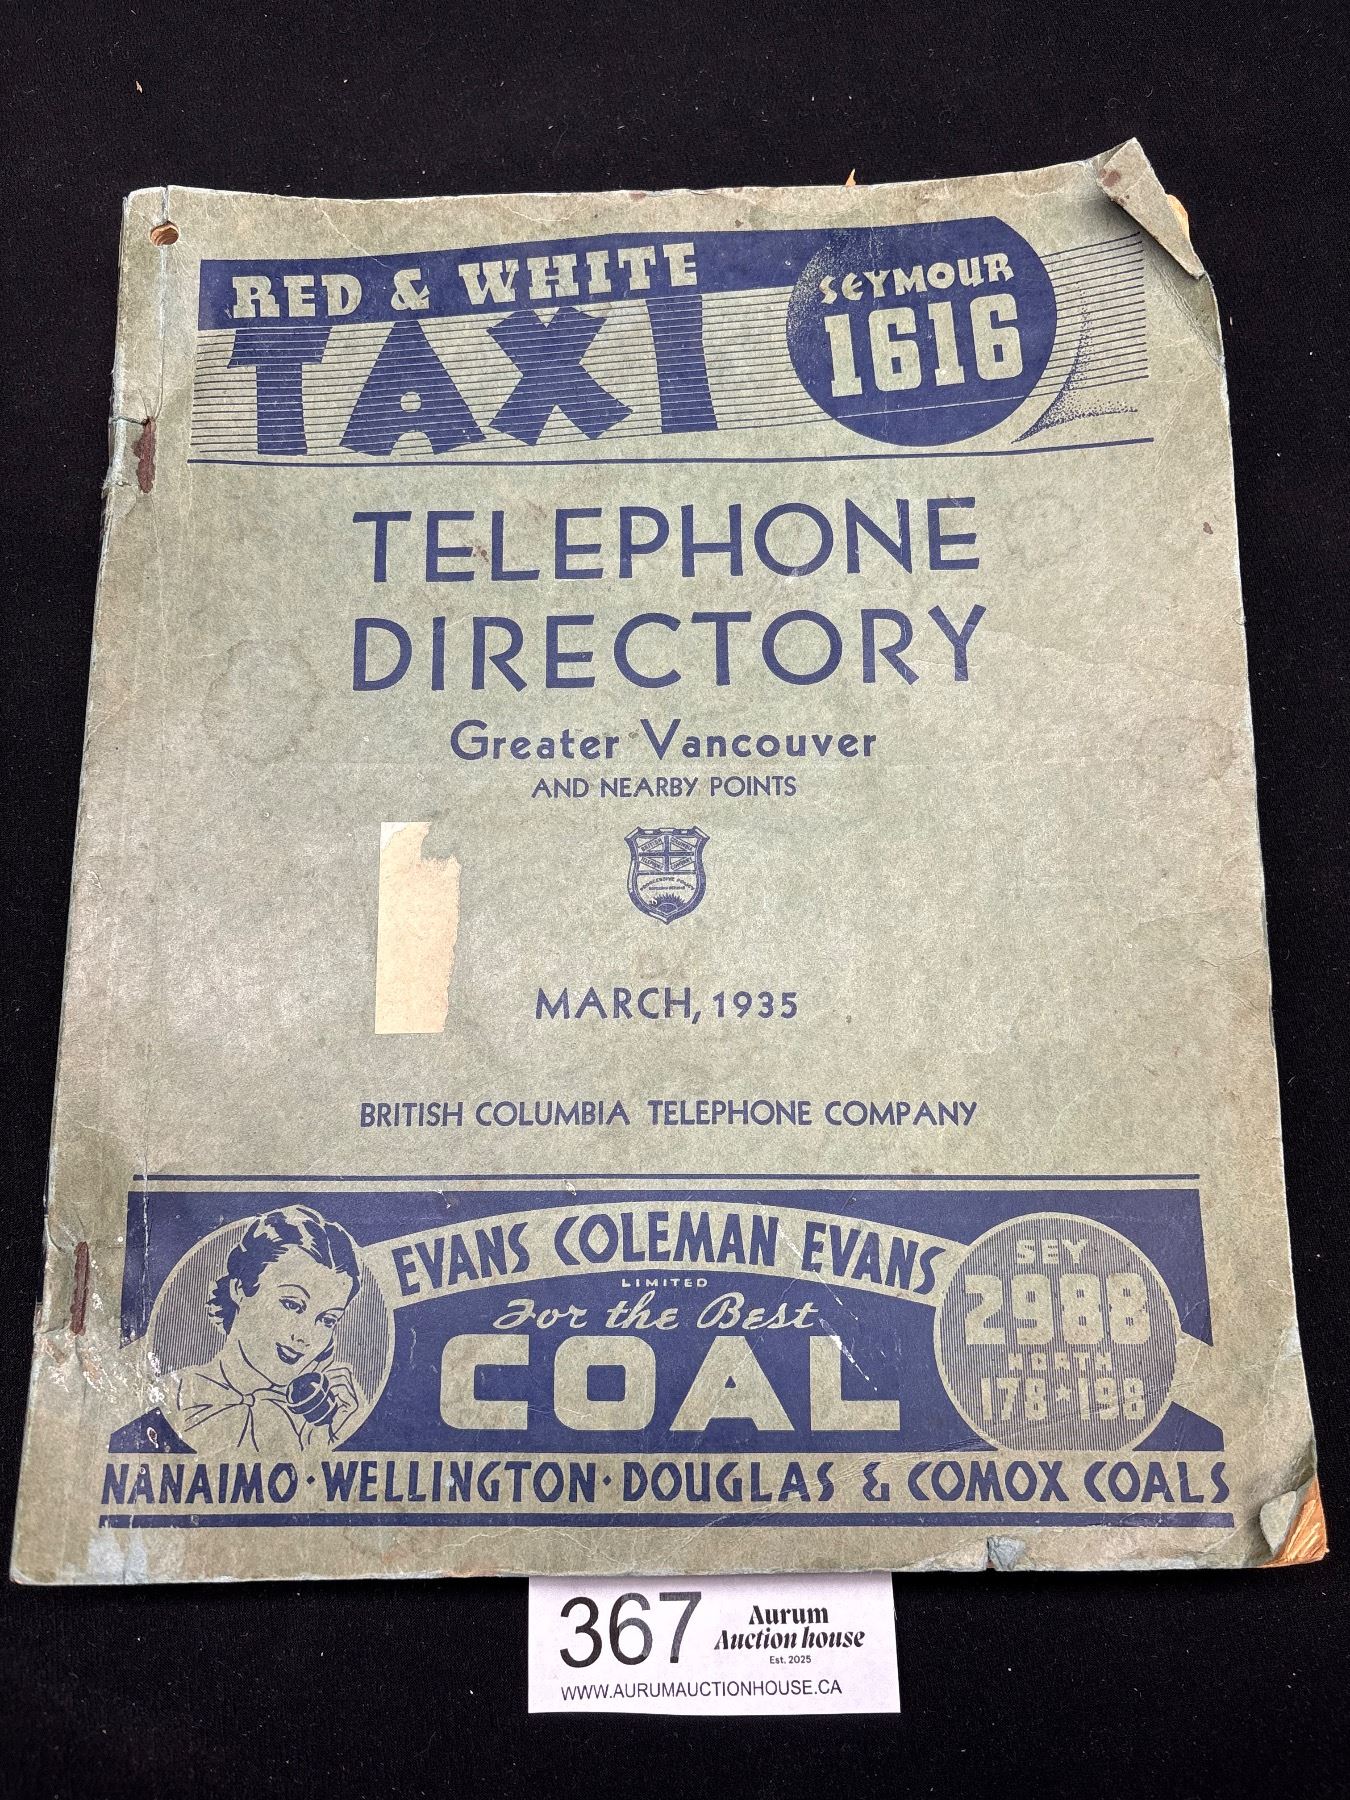 RED & WHITE
TAXI
SEYMOUR
1616
TELEPHONE
DIRECTORY
Greater Vancouver
AND NEARBY POINTS
MARCH, 1935
BRITISH COLUMBIA TELEPHONE COMPANY
EVANS COLEMAN EVANS
LIMITED
For the Best
COAL
SEY
2988
NORTH
178 ★ 198
NANAIMO · WELLINGTON · DOUGLAS & COMOX COALS
367
Aurum
Auction house
Est. 2025
WWW.AURUMAUCTIONHOUSE.CA